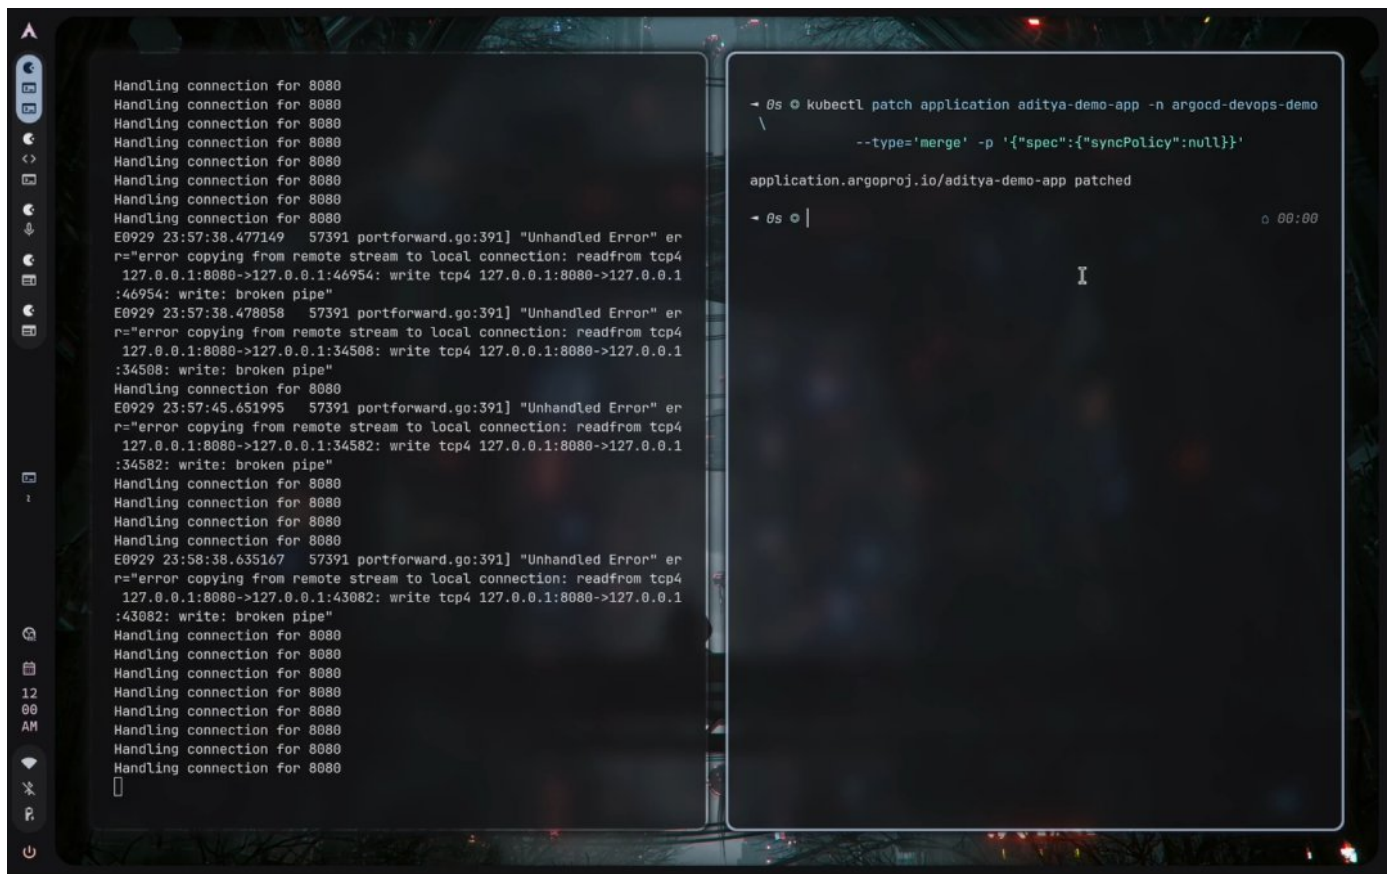 12
00
AM
Handling connection for 8080
Handling connection for 8080
Handling connection for 8080
Handling connection for 8080
Handling connection for 8080
Handling connection for 8080
Handling connection for 8080
Handling connection for 8080
E0929 23:57:38.477149   57391 portforward.go:391] "Unhandled Error" er
r="error copying from remote stream to local connection: readfrom tcp4
 127.0.0.1:8080->127.0.0.1:46954: write tcp4 127.0.0.1:8080->127.0.0.1
:46954: write: broken pipe"
E0929 23:57:38.478058   57391 portforward.go:391] "Unhandled Error" er
r="error copying from remote stream to local connection: readfrom tcp4
 127.0.0.1:8080->127.0.0.1:34508: write tcp4 127.0.0.1:8080->127.0.0.1
:34508: write: broken pipe"
Handling connection for 8080
E0929 23:57:45.651995   57391 portforward.go:391] "Unhandled Error" er
r="error copying from remote stream to local connection: readfrom tcp4
 127.0.0.1:8080->127.0.0.1:34582: write tcp4 127.0.0.1:8080->127.0.0.1
:34582: write: broken pipe"
Handling connection for 8080
Handling connection for 8080
Handling connection for 8080
Handling connection for 8080
E0929 23:58:38.635167   57391 portforward.go:391] "Unhandled Error" er
r="error copying from remote stream to local connection: readfrom tcp4
 127.0.0.1:8080->127.0.0.1:43082: write tcp4 127.0.0.1:8080->127.0.0.1
:43082: write: broken pipe"
Handling connection for 8080
Handling connection for 8080
Handling connection for 8080
Handling connection for 8080
Handling connection for 8080
Handling connection for 8080
Handling connection for 8080
Handling connection for 8080
0s kubectl patch application aditya-demo-app -n argocd-devops-demo
\
--type='merge' -p '{"spec":{"syncPolicy":null}}'
application.argoproj.io/aditya-demo-app patched
0s
00:00